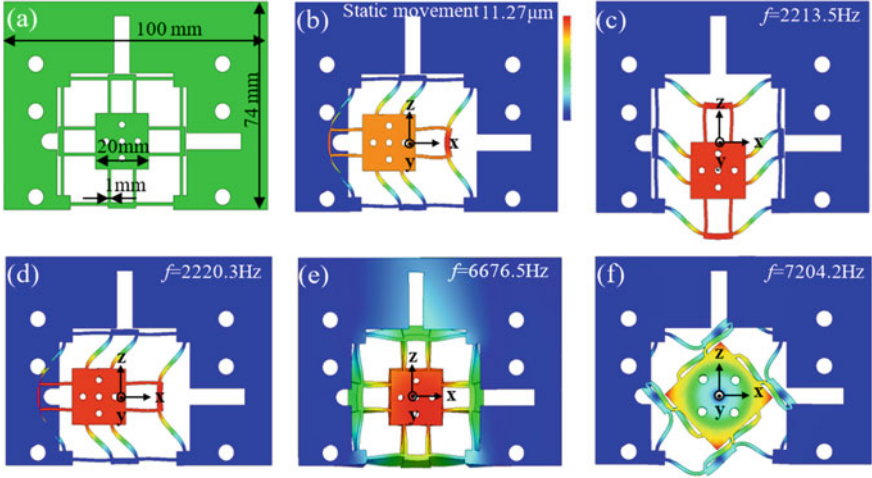 (a)
100 mm
74 mm
20mm
1mm
(b)
Static movement 11.27μm
z
x
y
(c)
f=2213.5Hz
z
x
y
(d)
f=2220.3Hz
z
x
y
(e)
f=6676.5Hz
z
x
y
(f)
f=7204.2Hz
z
x
y